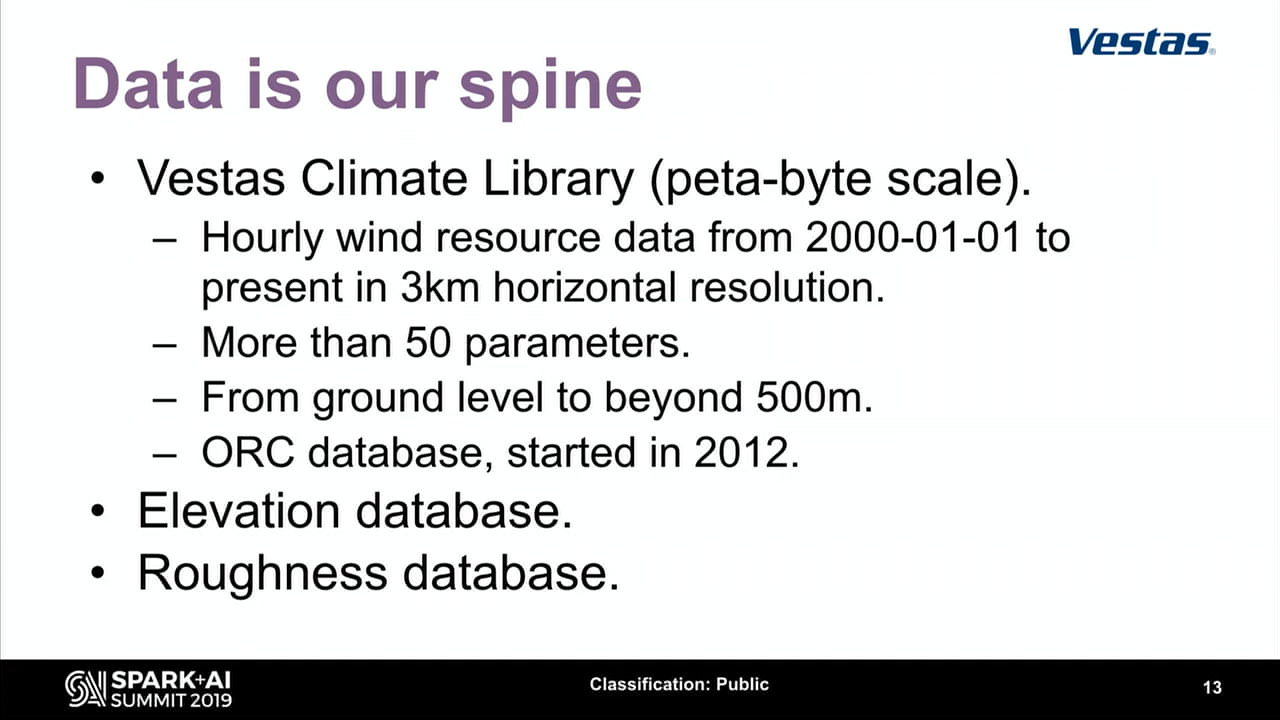 Vestas
Data is our spine
• Vestas Climate Library (peta-byte scale).
– Hourly wind resource data from 2000-01-01 to
present in 3km horizontal resolution.
– More than 50 parameters.
– From ground level to beyond 500m.
– ORC database, started in 2012.
• Elevation database.
• Roughness database.
SPARK+AI
SUMMIT 2019
Classification: Public
13